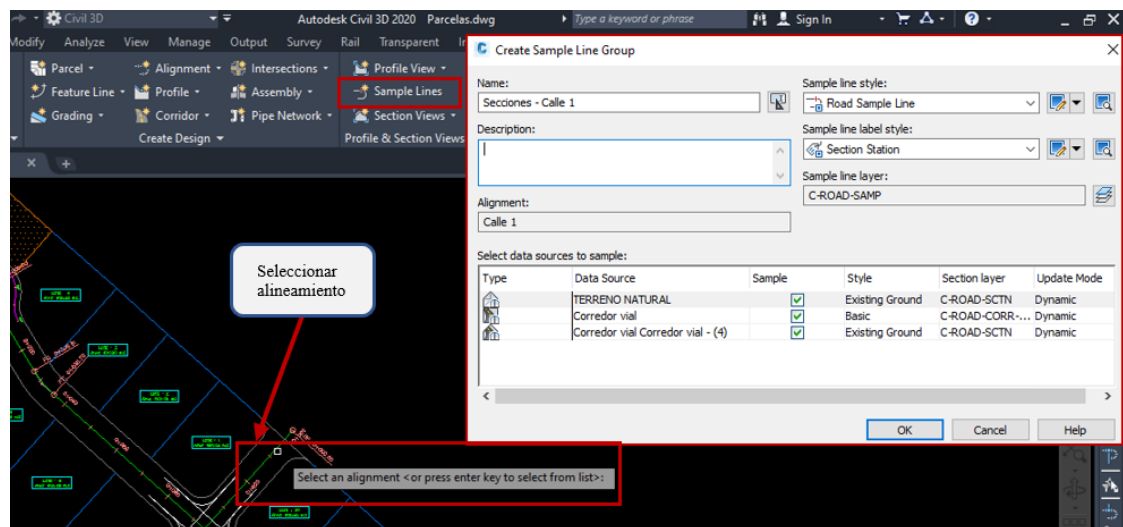 Civil 3D
Autodesk Civil 3D 2020 Parcelas.dwg
Type a keyword or phrase
Sign In
Modify Analyze View Manage Output Survey Rail Transparent
Parcel
Alignment
Intersections
Profile View
Feature Line
Profile
Assembly
Sample Lines
Grading
Corridor
Pipe Network
Section Views
Create Design
Profile & Section Views
Create Sample Line Group
Name:
Secciones - Calle 1
Description:
Alignment:
Calle 1
Sample line style:
Road Sample Line
Sample line label style:
Section Station
Sample line layer:
C-ROAD-SAMP
Select data sources to sample:
Type Data Source Sample Style Section layer Update Mode
TERRENO NATURAL Existing Ground C-ROAD-SCTN Dynamic
Corredor vial Basic C-ROAD-CORR-... Dynamic
Corredor vial Corredor vial - (4) Existing Ground C-ROAD-SCTN Dynamic
OK Cancel Help
Seleccionar
alineamiento
Select an alignment <or press enter key to select from list>: